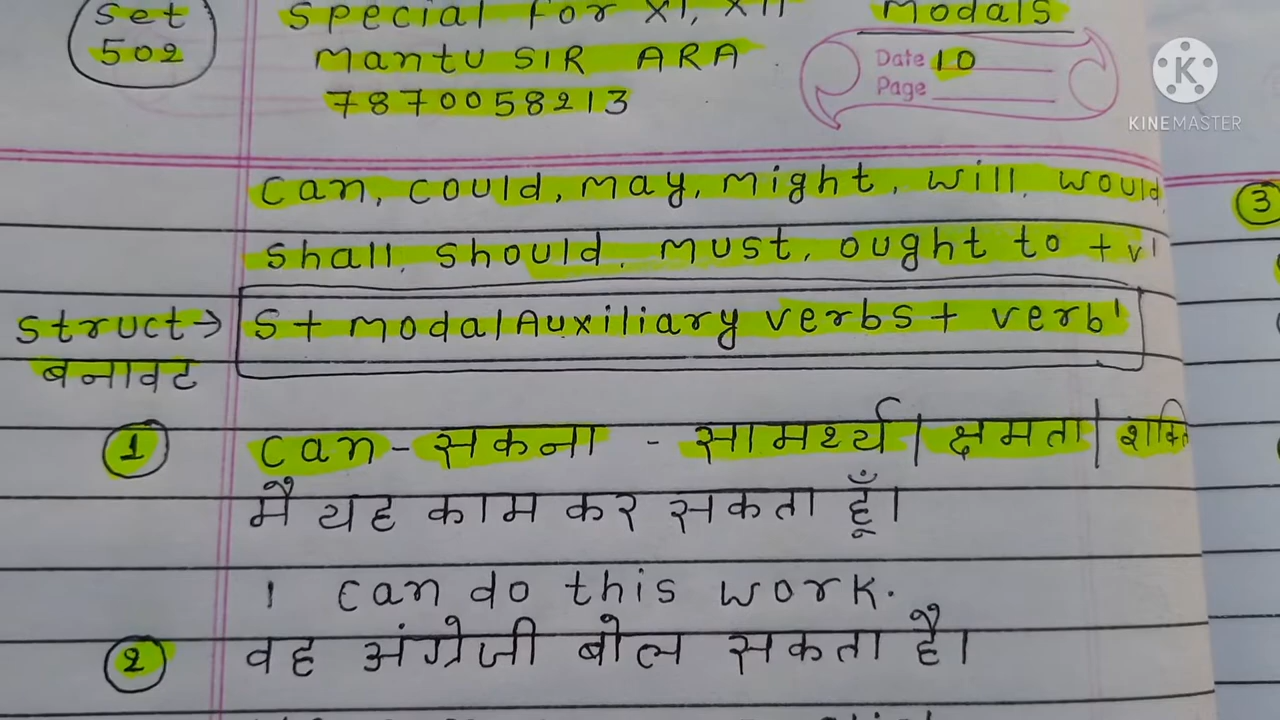 Set
502
Special for XI, XII
Mantu SIR ARA
7870058213
Modals
Date 10
Page
KINEMASTER
can, could, may, might, will, would,
shall, should, must, ought to + v1
3
Struct→ S + modal Auxiliary verbs + verb1
बनावट
1 can - सकना - सामर्थ्य | क्षमता | शक्ति
मै यह काम कर सकता हूँ।
I can do this work.
2 वह अंग्रेजी बोल सकता है।